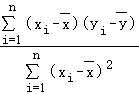 n
∑ (xᵢ-x̅)(yᵢ-y̅)
i=1
n
∑ (xᵢ-x̅)²
i=1